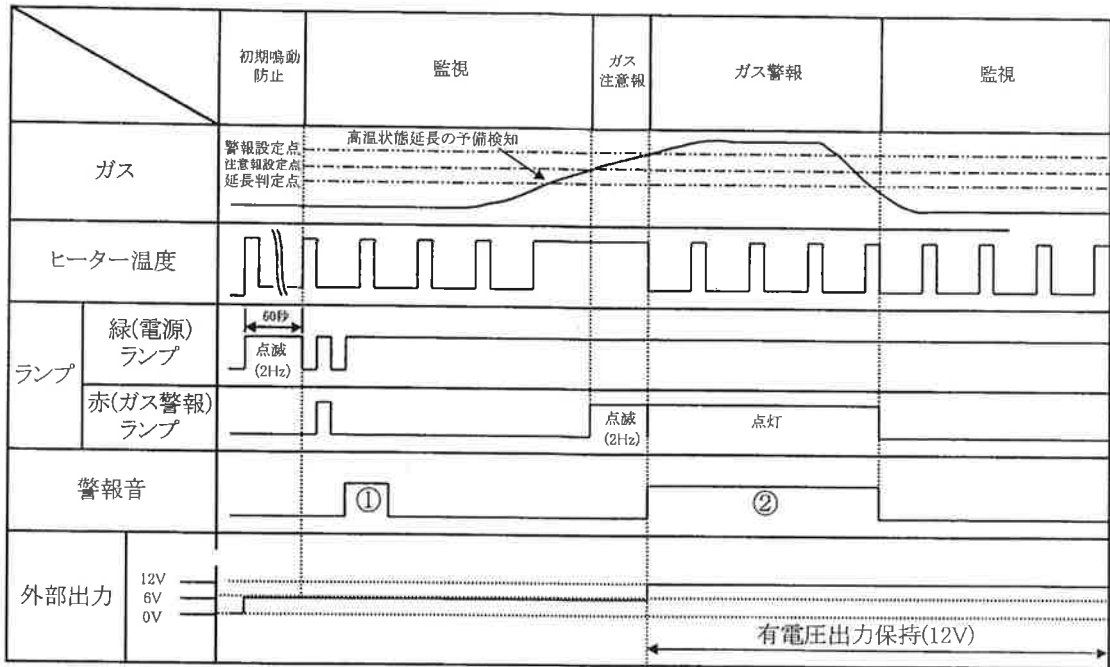 初期鳴動
防止
監視
ガス
注意報
ガス警報
監視
ガス
警報設定点
注意報設定点
延長判定点
高温状態延長の予備検知
ヒーター温度
ランプ
緑(電源)
ランプ
60秒
点滅
(2Hz)
赤(ガス警報)
ランプ
点滅
(2Hz)
点灯
警報音
①
②
外部出力
12V
6V
0V
有電圧出力保持(12V)